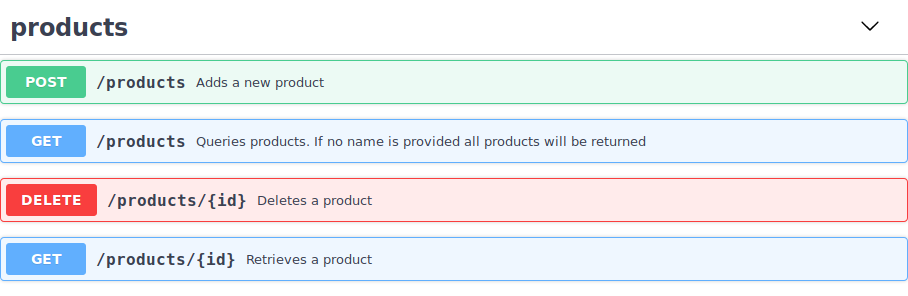 products
POST /products Adds a new product
GET /products Queries products. If no name is provided all products will be returned
DELETE /products/{id} Deletes a product
GET /products/{id} Retrieves a product